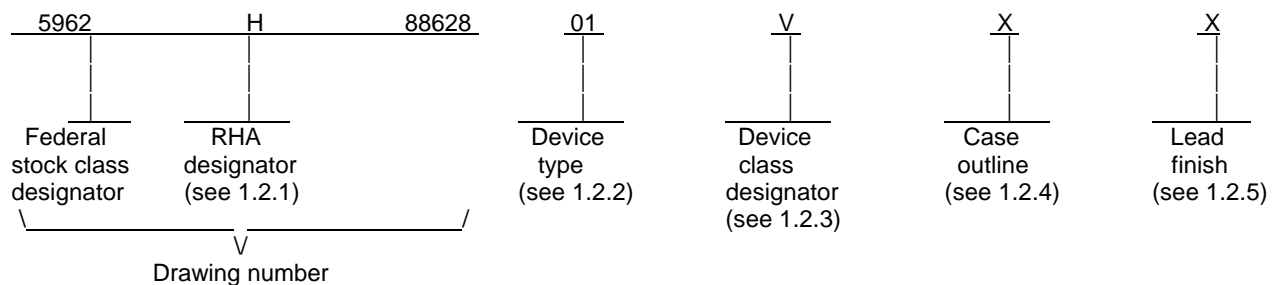 5962 H 88628 01 V X X
Federal stock class designator
RHA designator (see 1.2.1)
Device type (see 1.2.2)
Device class designator (see 1.2.3)
Case outline (see 1.2.4)
Lead finish (see 1.2.5)
\/
Drawing number